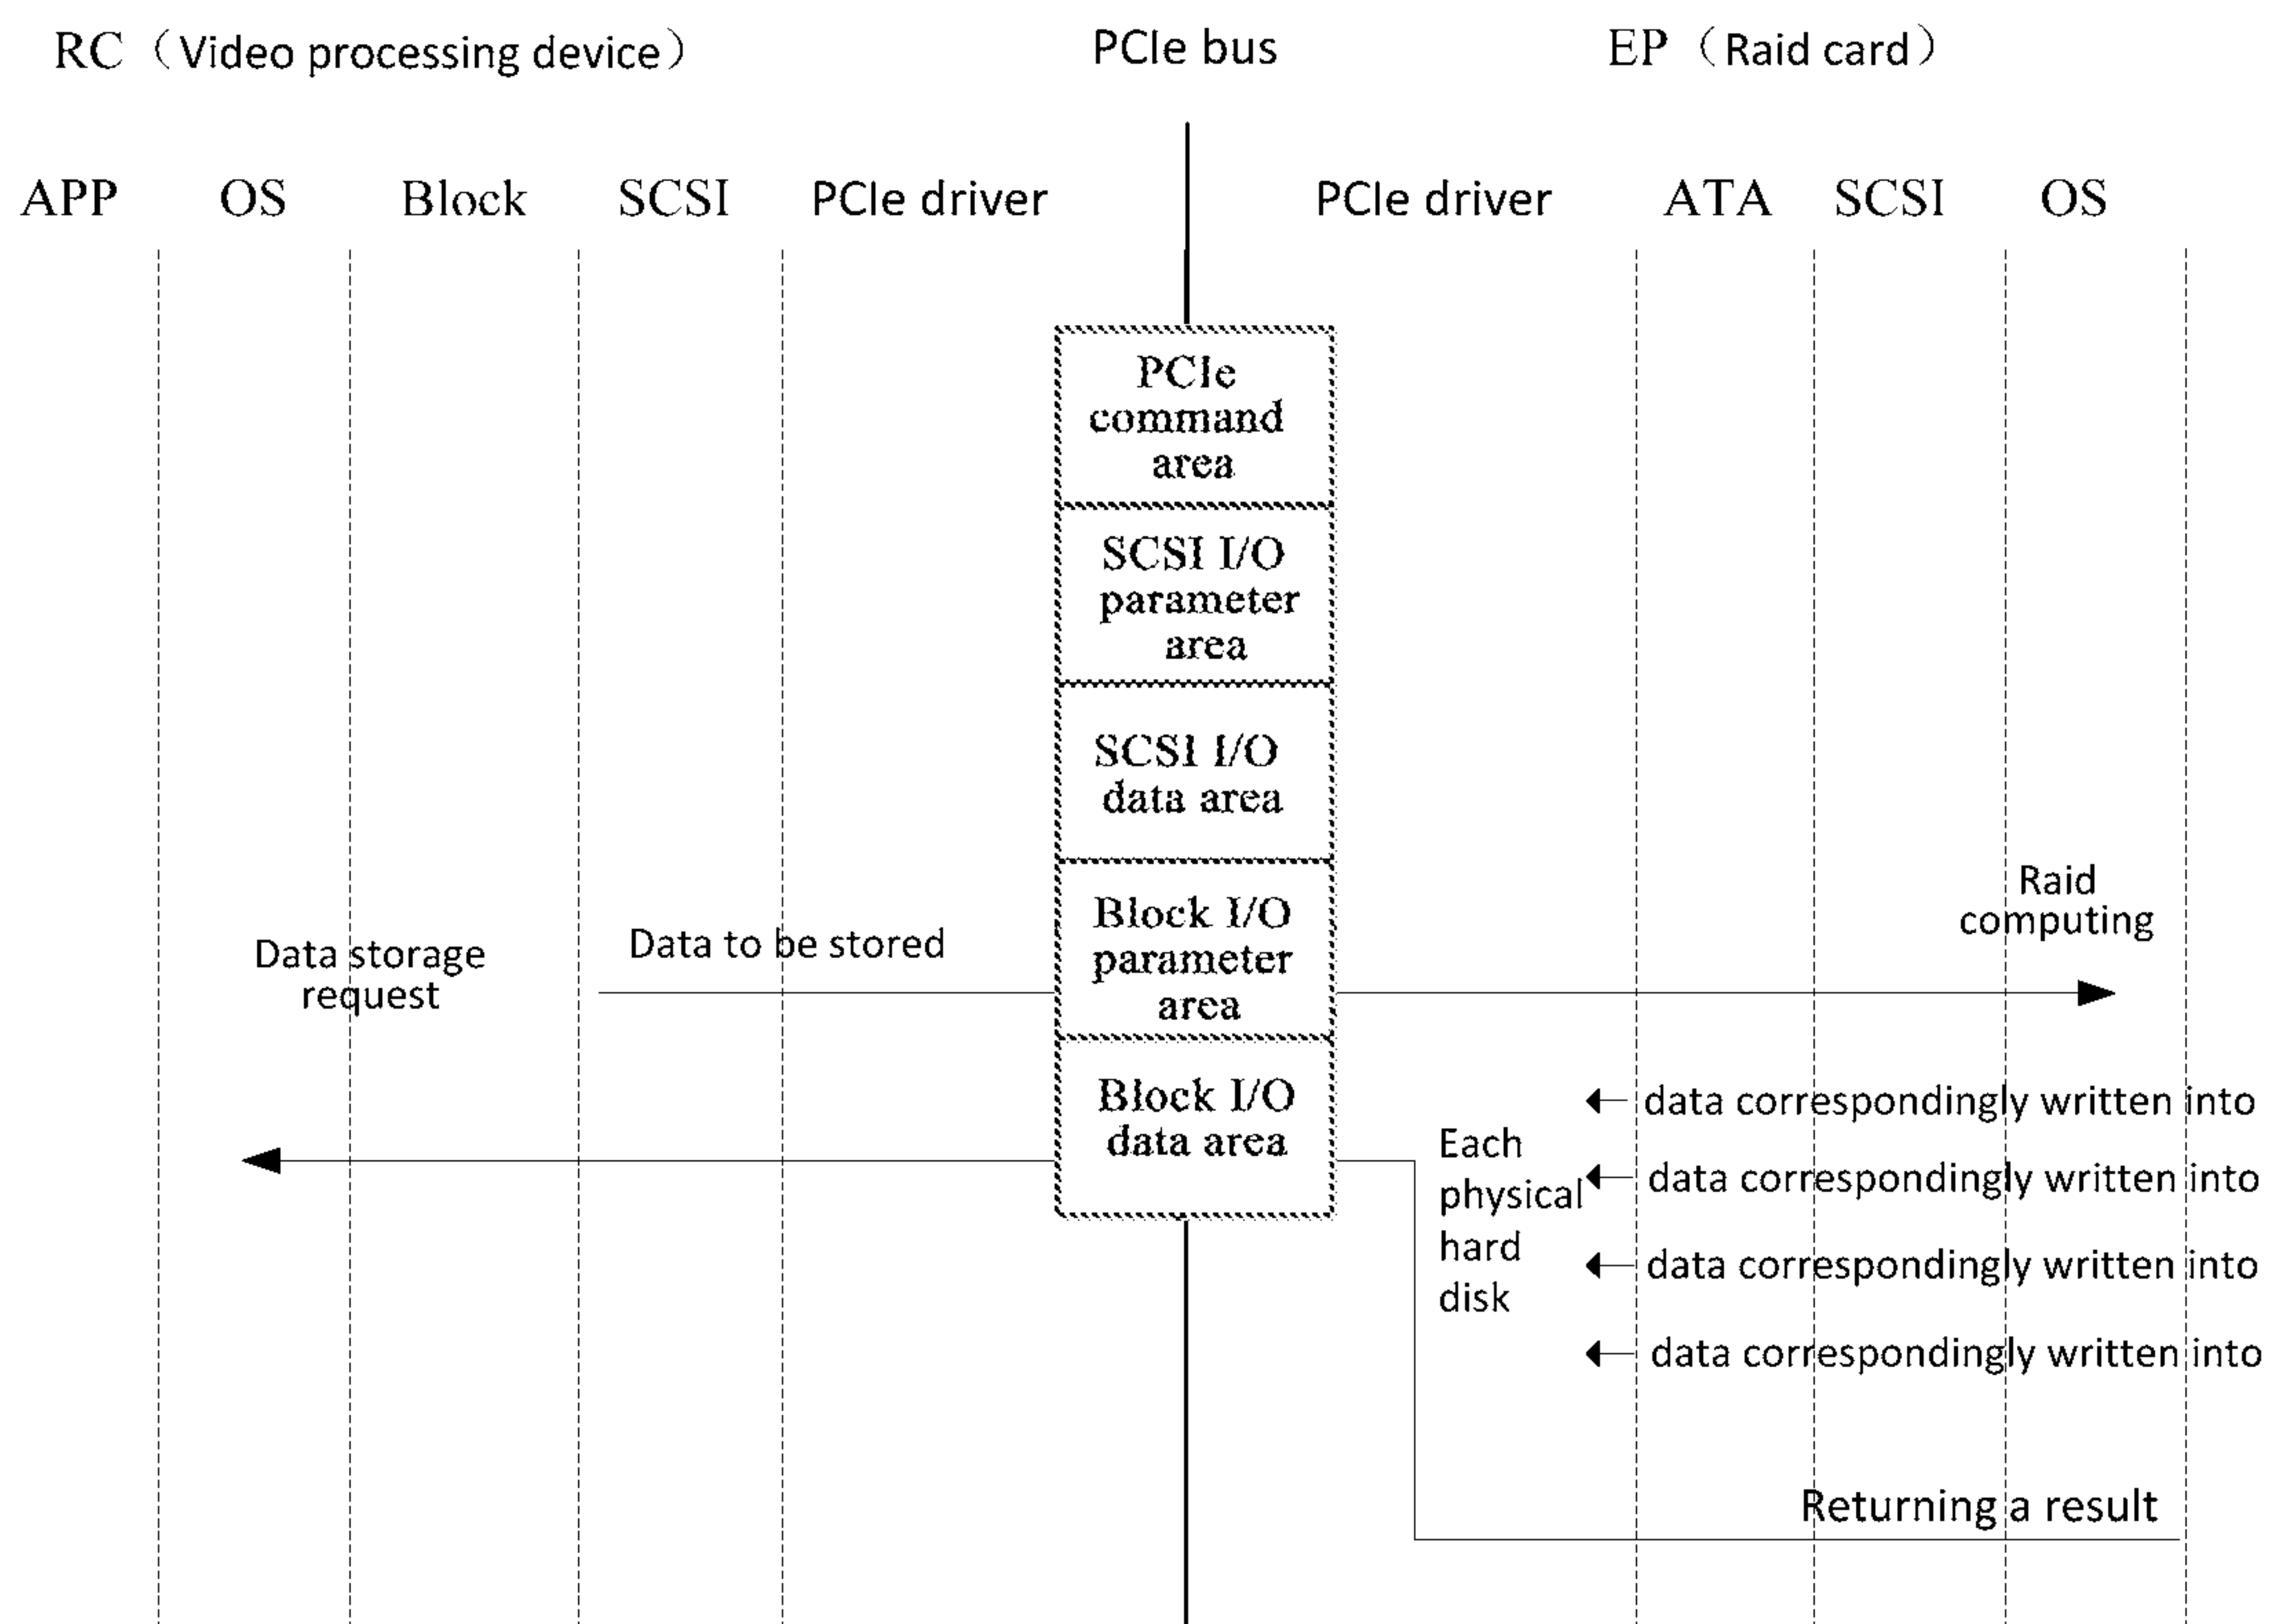 RC（Video processing device）
PCIe bus
EP（Raid card）
APP
OS
Block
SCSI
PCIe driver
PCIe driver
ATA
SCSI
OS
PCIe
command
area
SCSI I/O
parameter
area
SCSI I/O
data area
Block I/O
parameter
area
Block I/O
data area
Data storage
request
Data to be stored
Raid
computing
Each
physical
hard
disk
data correspondingly written into
data correspondingly written into
data correspondingly written into
data correspondingly written into
Returning a result